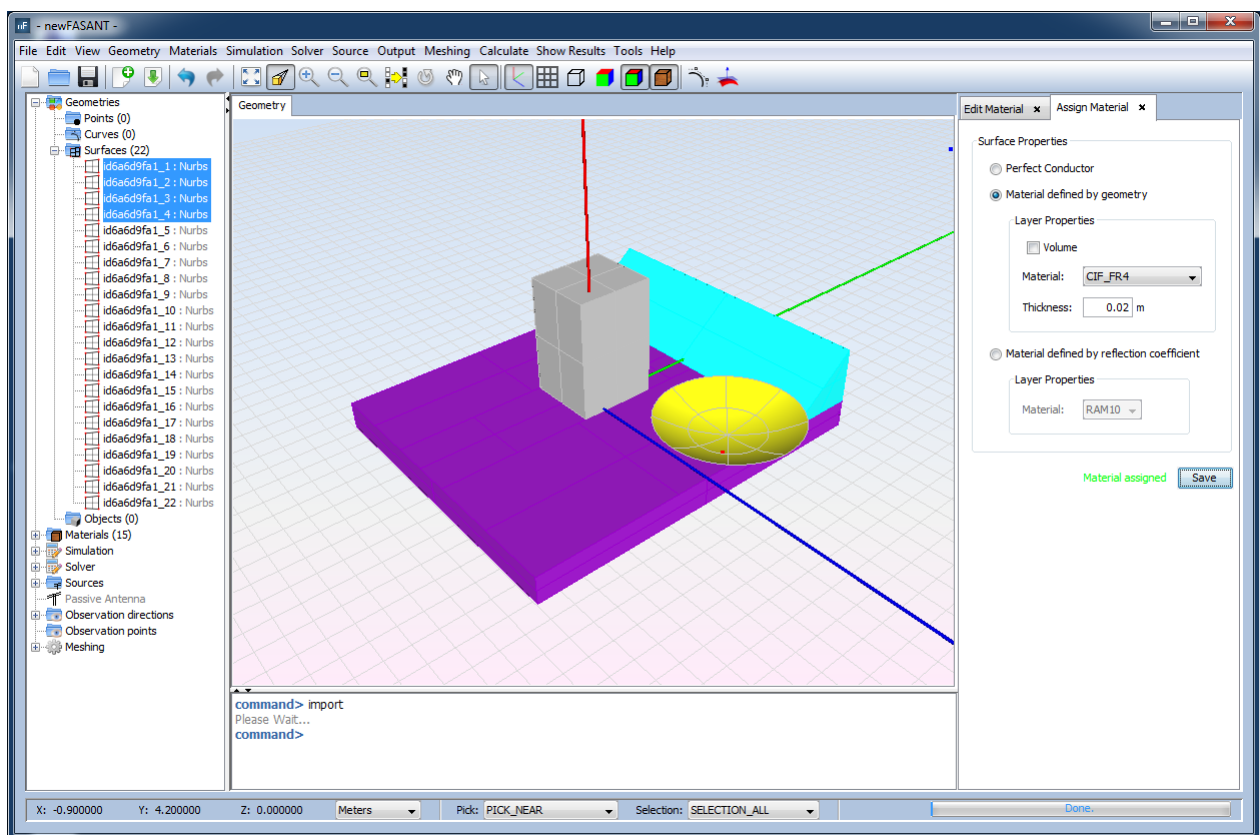 - newFASANT -
File Edit View Geometry Materials Simulation Solver Source Output Meshing Calculate Show Results Tools Help
Geometries
Points (0)
Curves (0)
Surfaces (22)
id6a6d9fa1_1 : Nurbs
id6a6d9fa1_2 : Nurbs
id6a6d9fa1_3 : Nurbs
id6a6d9fa1_4 : Nurbs
id6a6d9fa1_5 : Nurbs
id6a6d9fa1_6 : Nurbs
id6a6d9fa1_7 : Nurbs
id6a6d9fa1_8 : Nurbs
id6a6d9fa1_9 : Nurbs
id6a6d9fa1_10 : Nurbs
id6a6d9fa1_11 : Nurbs
id6a6d9fa1_12 : Nurbs
id6a6d9fa1_13 : Nurbs
id6a6d9fa1_14 : Nurbs
id6a6d9fa1_15 : Nurbs
id6a6d9fa1_16 : Nurbs
id6a6d9fa1_17 : Nurbs
id6a6d9fa1_18 : Nurbs
id6a6d9fa1_19 : Nurbs
id6a6d9fa1_20 : Nurbs
id6a6d9fa1_21 : Nurbs
id6a6d9fa1_22 : Nurbs
Objects (0)
Materials (15)
Simulation
Solver
Sources
Passive Antenna
Observation directions
Observation points
Meshing
Geometry
command> import
Please Wait...
command>
Edit Material Assign Material
Surface Properties
Perfect Conductor
Material defined by geometry
Layer Properties
Volume
Material: CIF_FR4
Thickness: 0.02 m
Material defined by reflection coefficient
Layer Properties
Material: RAM10
Material assigned Save
X: -0.900000 Y: 4.200000 Z: 0.000000 Meters Pick: PICK_NEAR Selection: SELECTION_ALL Done.